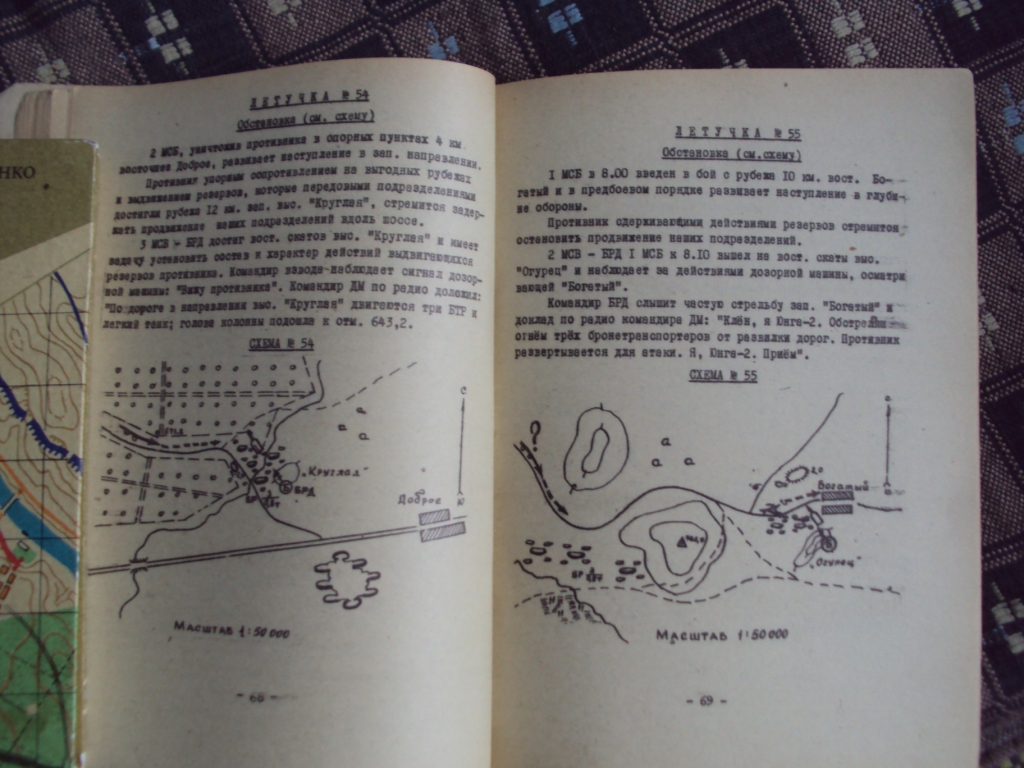 НКО
ЛЕТУЧКА № 54
Обстановка (см. схему)
2 МСБ, уничтожив противника в опорных пунктах 4 км
восточнее Доброе, развивает наступление в зап. направлении.
Противник упорным сопротивлением на выгодных рубежах
и выдвижением резервов, которые передовыми подразделениями
достигли рубежа 12 км. зап. выс. "Круглая", стремится задер-
жать продвижение наших подразделений вдоль шоссе.
3 МСВ - БРД достиг вост. скатов выс. "Круглая" и имеет
задачу установить состав и характер действий выдвигающихся
резервов противника. Командир взвода-наблюдает сигнал дозор-
ной машины: "Вижу противника". Командир ДМ по радио доложил:
"По дороге в направлении выс. "Круглая" двигаются три БТР и
легкий танк; голова колонны подошла к отм. 643,2.
СХЕМА № 54
С
"Круглая"
БРД
Доброе
Ю
МАСШТАБ 1:50 000
- 66 -
ЛЕТУЧКА № 55
Обстановка (см.схему)
I МСБ в 8.00 введен в бой с рубежа 10 км. вост. Бо-
гатый и в предбоевом порядке развивает наступление в глуби-
не обороны.
Противник сдерживающими действиями резервов стремится
остановить продвижение наших подразделений.
2 МСВ - БРД I МСБ к 8.10 вышел на вост. скаты выс.
"Огурец" и наблюдает за действиями дозорной машины, осматри
вающей "Богатый".
Командир БРД слышит частую стрельбу зап. "Богатый" и
доклад по радио командира ДМ: "Клён, я Юнга-2. Обстрелян
огнём трёх бронетранспортеров от развилки дорог. Противник
развертывается для атаки. Я, Юнга-2. Приём".
СХЕМА № 55
Богатый
"Огурец"
МАСШТАБ 1:50000
- 69 -